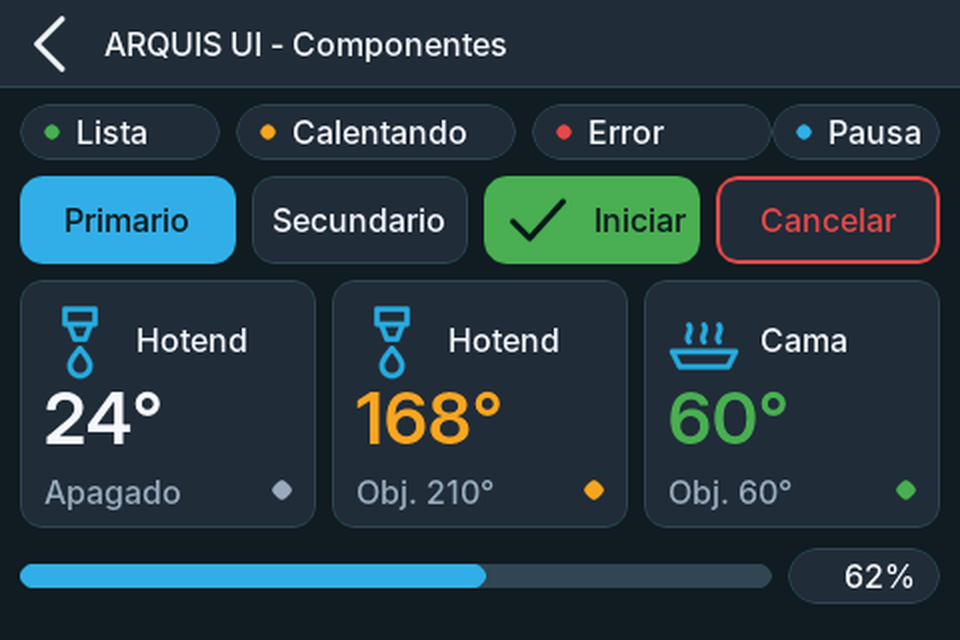 ARQUIS UI - Componentes
Lista Calentando Error Pausa
Primario Secundario Iniciar Cancelar
Hotend Hotend Cama
24° 168° 60°
Apagado Obj. 210° Obj. 60°
62%